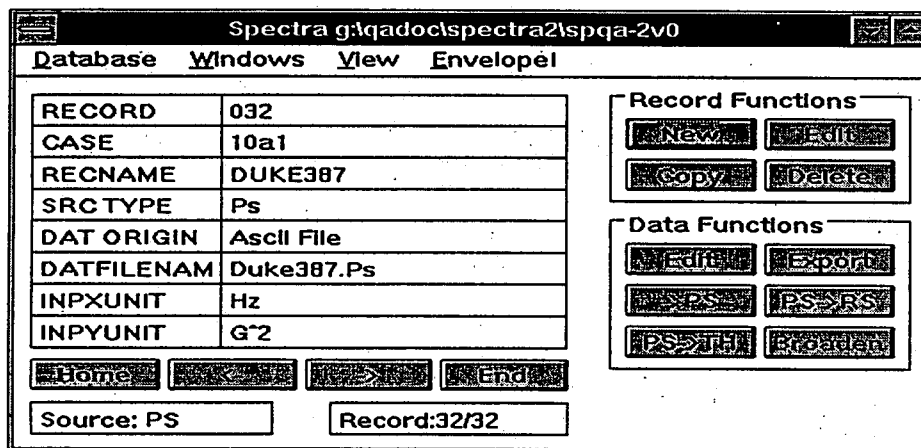 Spectra g:\qadoc\spectra2\spqa-2v0
Database Windows View Envelope!
RECORD 032
CASE 10a1
RECNAME DUKE387
SRCTYPE Ps
DAT ORIGIN Ascii File
DATFILENAM Duke387.Ps
INPXUNIT Hz
INPYUNIT G^2
Home < > End
Source: PS Record:32/32
Record Functions
New Edit
Copy Delete
Data Functions
Edit Export
->PS PS->RS
PS->TH Broaden